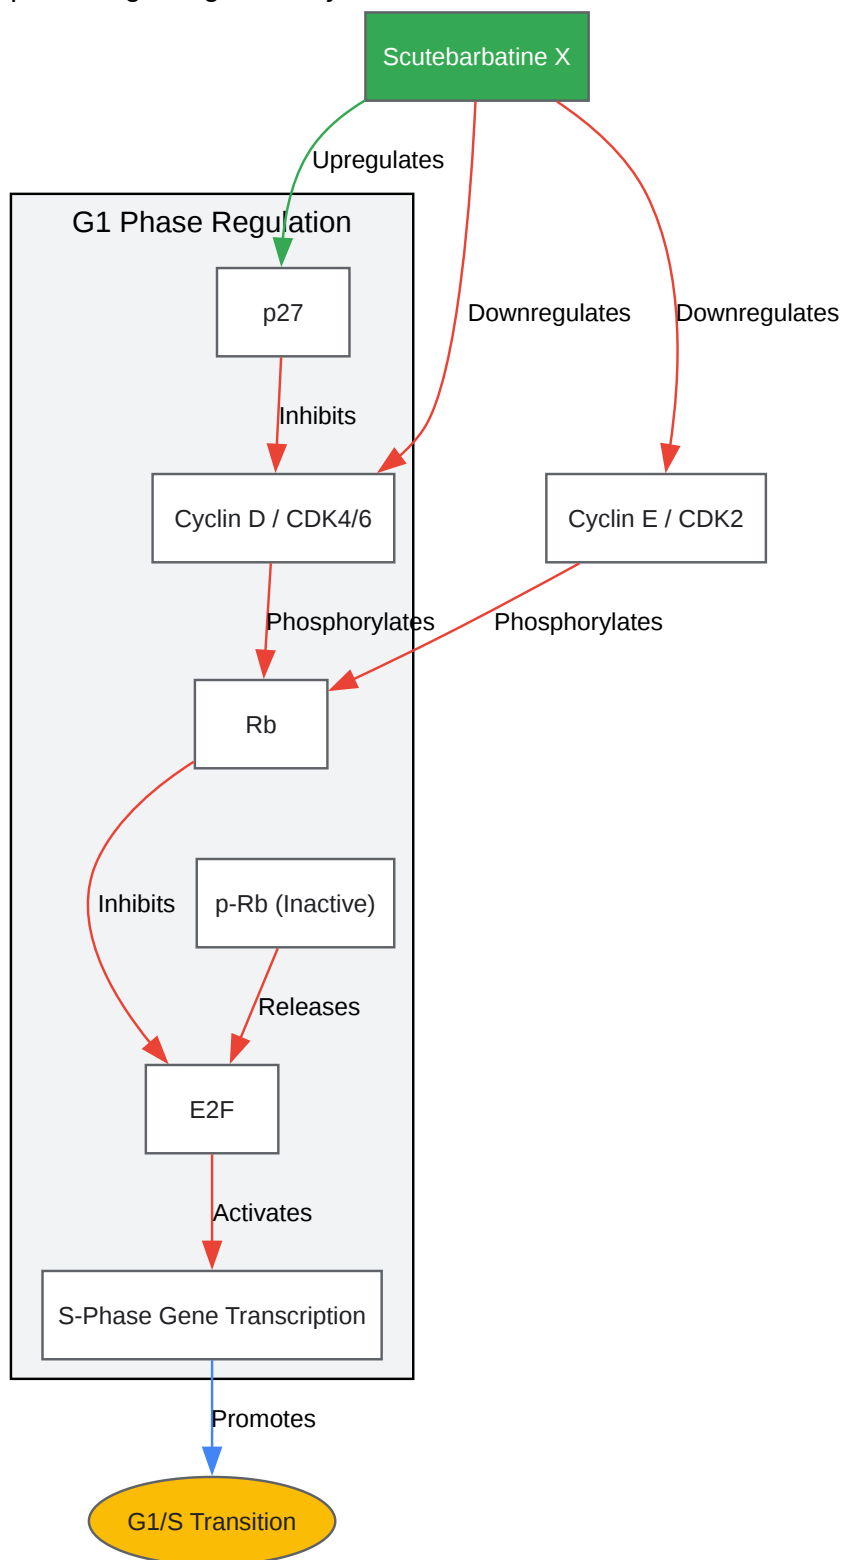 Scutebarbatine X
Upregulates
G1 Phase Regulation
p27
Downregulates
Downregulates
Inhibits
Cyclin D / CDK4/6
Cyclin E / CDK2
Phosphorylates
Phosphorylates
Rb
Inhibits
p-Rb (Inactive)
Releases
E2F
Activates
S-Phase Gene Transcription
Promotes
G1/S Transition